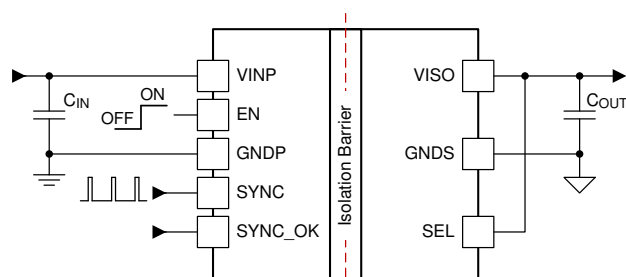 VINP
CIN
ON
OFF
EN
GNDP
SYNC
SYNC_OK
Isolation Barrier
VISO
COUT
GNDS
SEL